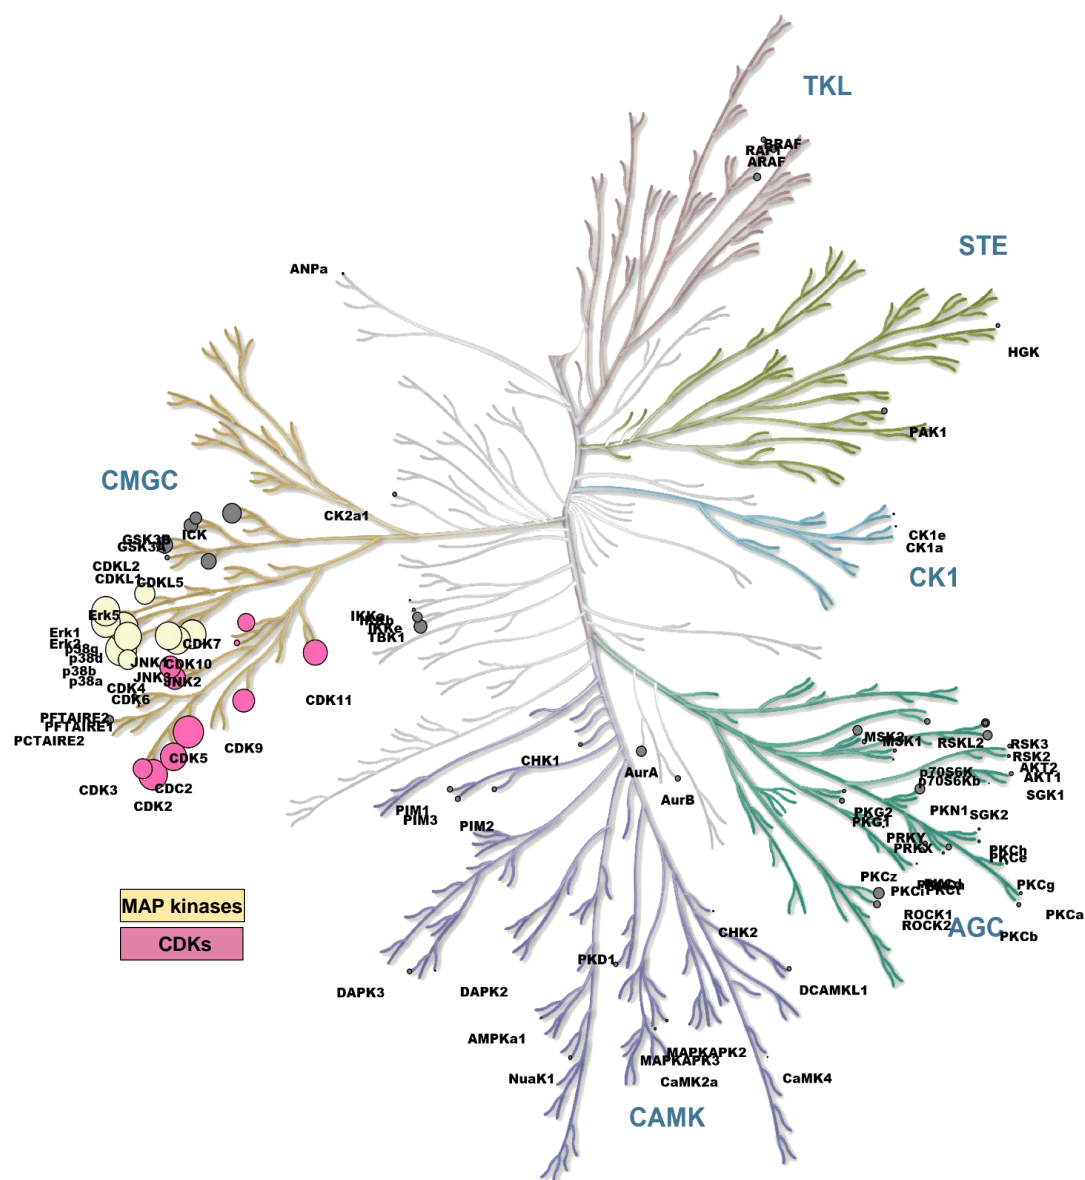 TKL
BRAF
RAF1
ARAF
STE
ANPa
HGK
PAK1
CMGC
CK2a1
ICK
GSK3B
GSK3A
CK1e
CK1a
CDKL2
CDKL1
CDKL5
CK1
Erk5
IKKa
IKKb
IKKe
TBK1
Erk1
Erk2
CDK7
p38g
p38d
JNK1
CDK10
p38b
JNK3
JNK2
p38a
CDK4
CDK6
CDK11
PFTAIRE2
PFTAIRE1
PCTAIRE2
CDK9
MSK2
MSK1
RSKL2
RSK3
RSK2
CDK5
CHK1
AurA
AKT2
AKT1
p70S6K
p70S6Kb
CDK3
CDC2
CDK2
AurB
SGK1
PIM1
PIM3
PIM2
PKG2
PKG1
PKN1
SGK2
PRKY
PRKX
PKCh
PKCe
PKCz
PKCi
PKCt
PKCg
MAP kinases
CDKs
ROCK1
ROCK2
AGC
PKCa
PKCb
CHK2
PKD1
DAPK3
DAPK2
DCAMKL1
AMPKa1
MAPKAPK2
MAPKAPK3
NuaK1
CaMK2a
CaMK4
CAMK